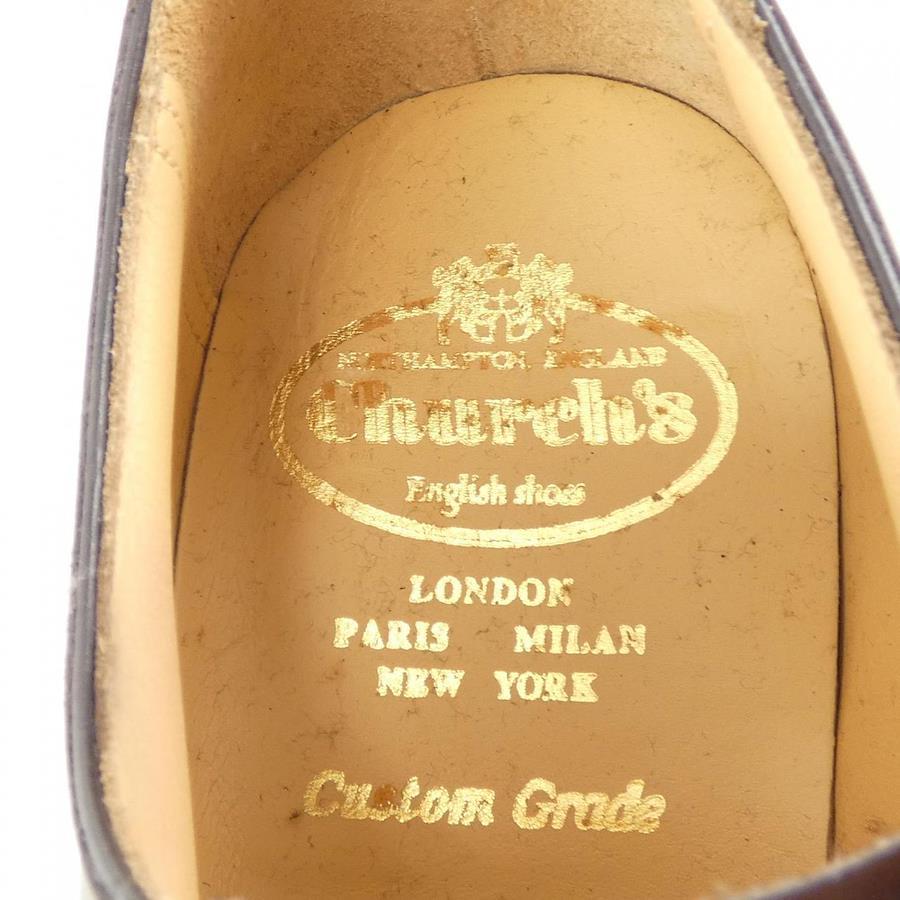 NORTHAMPTON, ENGLAND
Church's
English shoes
LONDON
PARIS MILAN
NEW YORK
Custom Grade